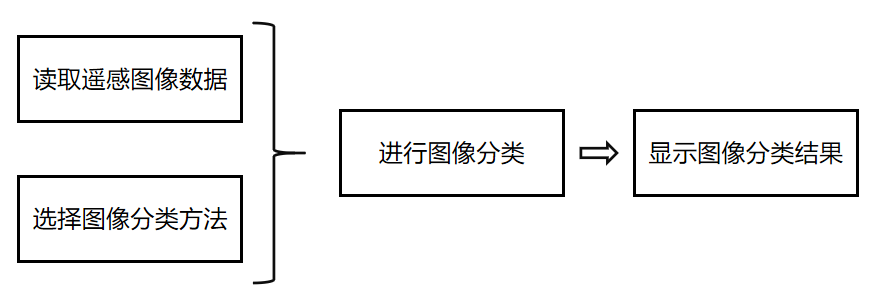 读取遥感图像数据
选择图像分类方法
进行图像分类
显示图像分类结果